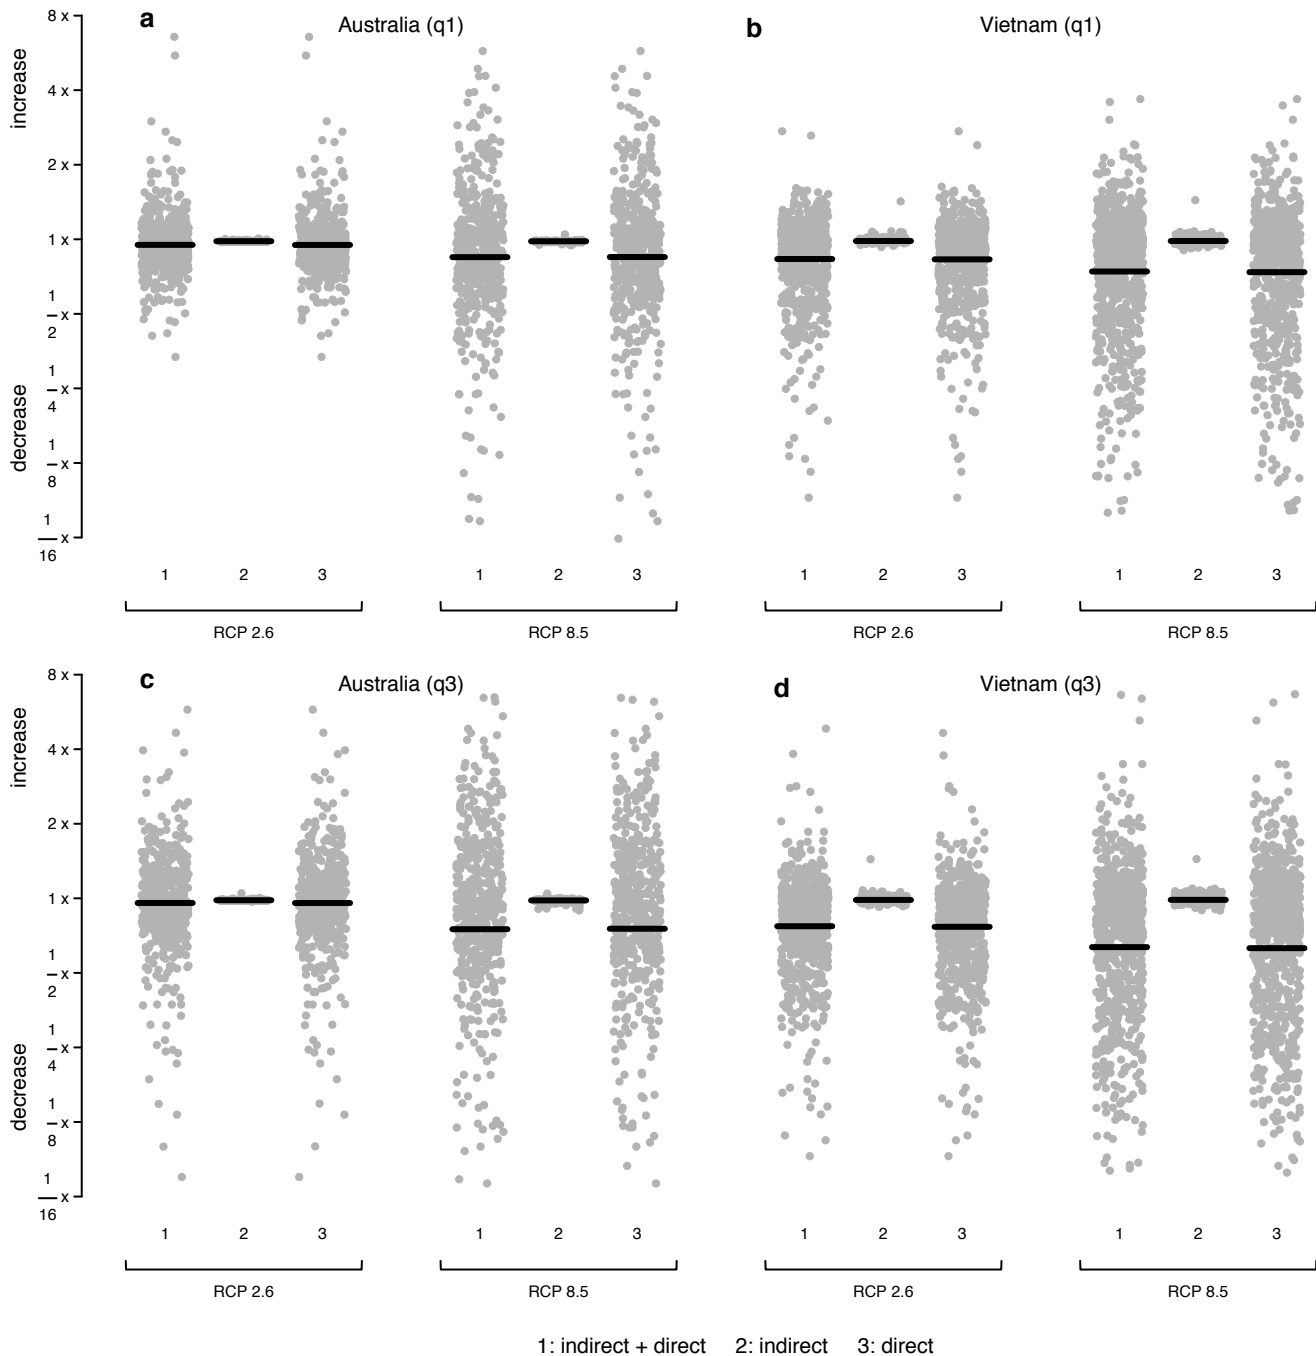 a Australia (q1)
b Vietnam (q1)
8 x
4 x
2 x
1 x
1/2 x
1/4 x
1/8 x
1/16 x
increase
decrease
1 2 3 1 2 3 1 2 3 1 2 3
RCP 2.6 RCP 8.5 RCP 2.6 RCP 8.5
c Australia (q3)
d Vietnam (q3)
8 x
4 x
2 x
1 x
1/2 x
1/4 x
1/8 x
1/16 x
increase
decrease
1 2 3 1 2 3 1 2 3 1 2 3
RCP 2.6 RCP 8.5 RCP 2.6 RCP 8.5
1: indirect + direct 2: indirect 3: direct